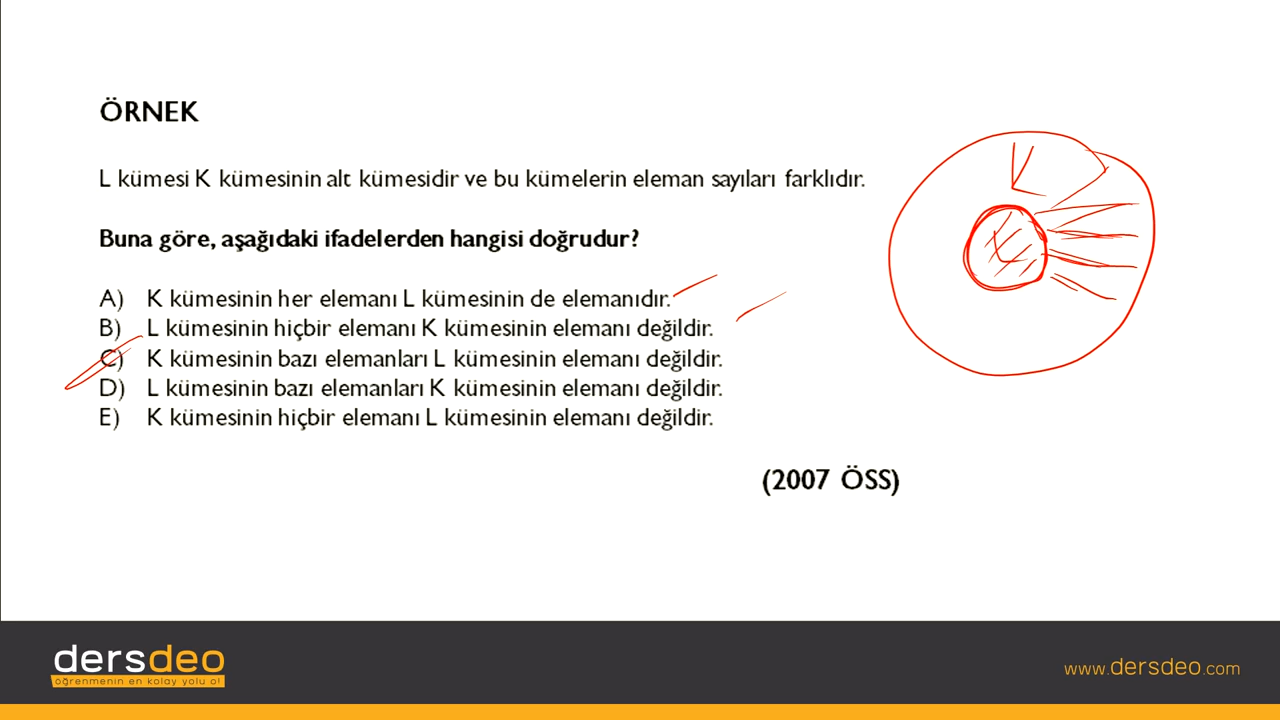 ÖRNEK
L kümesi K kümesinin alt kümesidir ve bu kümelerin eleman sayıları farklıdır.
Buna göre, aşağıdaki ifadelerden hangisi doğrudur?
A) K kümesinin her elemanı L kümesinin de elemanıdır.
B) L kümesinin hiçbir elemanı K kümesinin elemanı değildir.
C) K kümesinin bazı elemanları L kümesinin elemanı değildir.
D) L kümesinin bazı elemanları K kümesinin elemanı değildir.
E) K kümesinin hiçbir elemanı L kümesinin elemanı değildir.
(2007 ÖSS)
K
L
dersdeo
öğrenmenin en kolay yolu o!
www.dersdeo.com